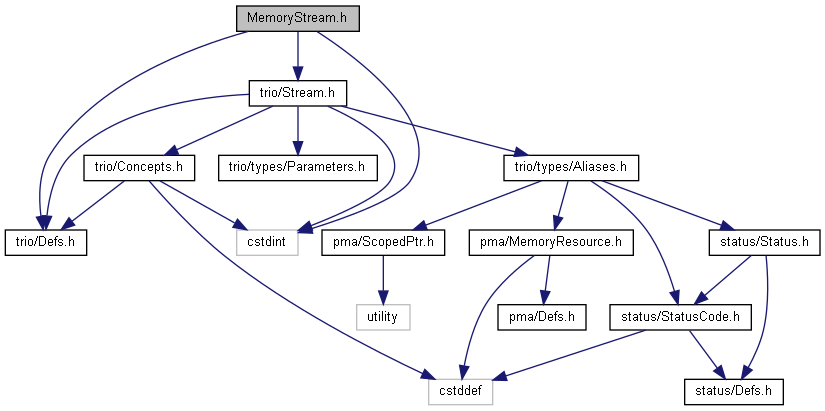 MemoryStream.h
trio/Stream.h
trio/Concepts.h
trio/types/Parameters.h
trio/types/Aliases.h
trio/Defs.h
cstdint
pma/ScopedPtr.h
pma/MemoryResource.h
status/Status.h
utility
pma/Defs.h
status/StatusCode.h
cstddef
status/Defs.h